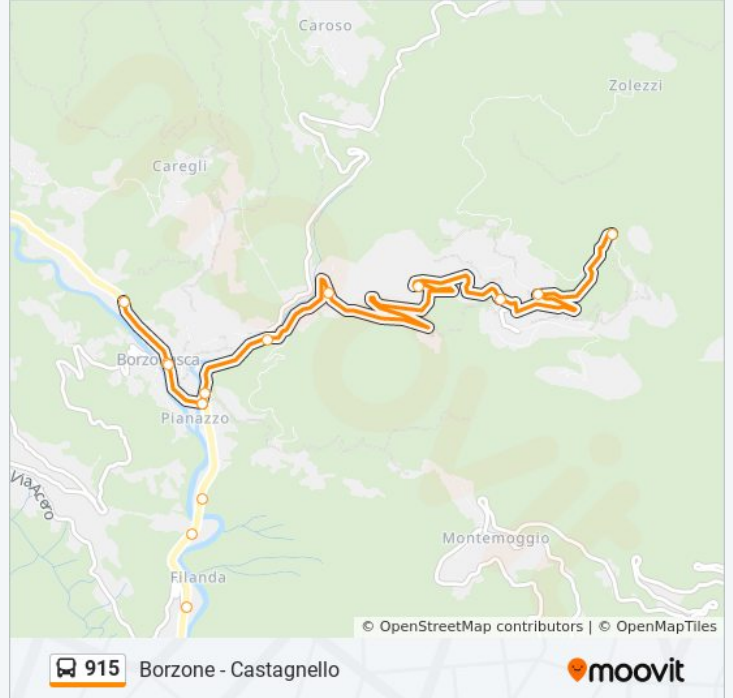 Caroso
Zolezzi
Caregli
Borzonasca
Pianazzo
Via Acero
Montemoggio
Filanda
© OpenStreetMap contributors | © OpenMapTiles
915 Borzone - Castagnello
moovit